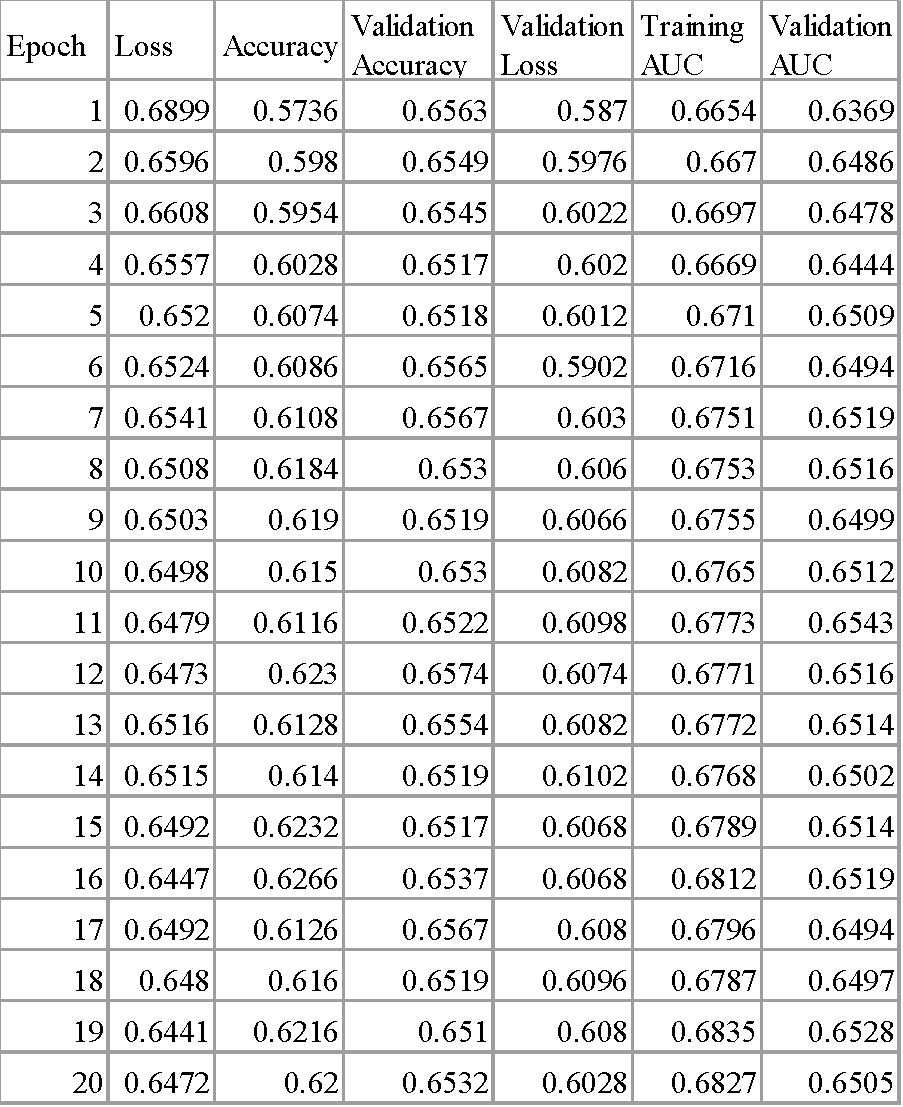 Epoch Loss Accuracy Validation Accuracy Validation Loss Training AUC Validation AUC
1 0.6899 0.5736 0.6563 0.587 0.6654 0.6369
2 0.6596 0.598 0.6549 0.5976 0.667 0.6486
3 0.6608 0.5954 0.6545 0.6022 0.6697 0.6478
4 0.6557 0.6028 0.6517 0.602 0.6669 0.6444
5 0.652 0.6074 0.6518 0.6012 0.671 0.6509
6 0.6524 0.6086 0.6565 0.5902 0.6716 0.6494
7 0.6541 0.6108 0.6567 0.603 0.6751 0.6519
8 0.6508 0.6184 0.653 0.606 0.6753 0.6516
9 0.6503 0.619 0.6519 0.6066 0.6755 0.6499
10 0.6498 0.615 0.653 0.6082 0.6765 0.6512
11 0.6479 0.6116 0.6522 0.6098 0.6773 0.6543
12 0.6473 0.623 0.6574 0.6074 0.6771 0.6516
13 0.6516 0.6128 0.6554 0.6082 0.6772 0.6514
14 0.6515 0.614 0.6519 0.6102 0.6768 0.6502
15 0.6492 0.6232 0.6517 0.6068 0.6789 0.6514
16 0.6447 0.6266 0.6537 0.6068 0.6812 0.6519
17 0.6492 0.6126 0.6567 0.608 0.6796 0.6494
18 0.648 0.616 0.6519 0.6096 0.6787 0.6497
19 0.6441 0.6216 0.651 0.608 0.6835 0.6528
20 0.6472 0.62 0.6532 0.6028 0.6827 0.6505